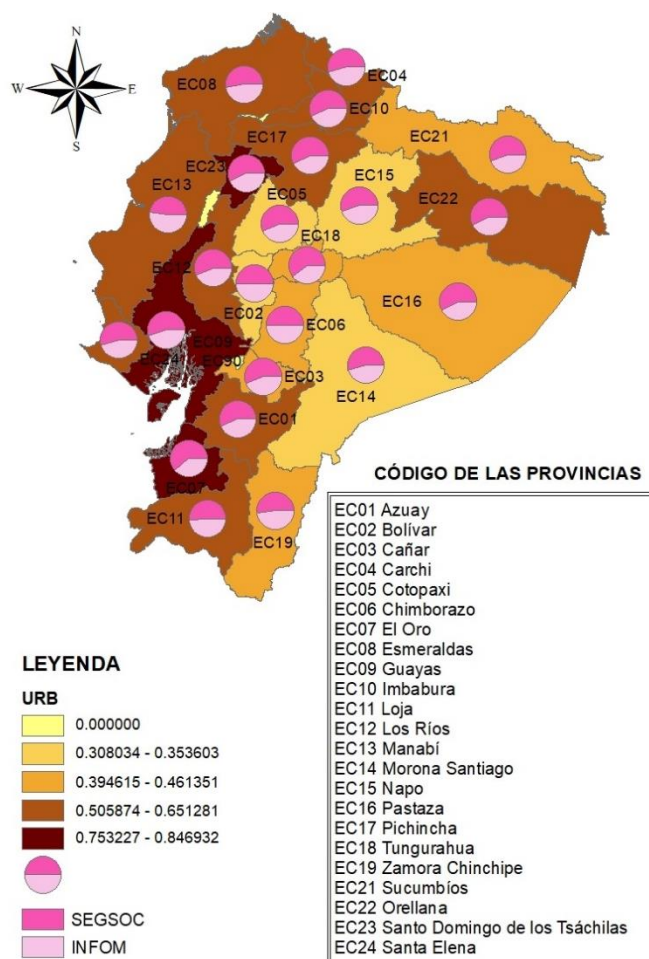 N
W E
S
EC08
EC04
EC10
EC17
EC21
EC23
EC15
EC05
EC22
EC13
EC18
EC12
EC16
EC02
EC06
EC09
EC24
EC90
EC03
EC14
EC01
EC07
EC11
EC19
CÓDIGO DE LAS PROVINCIAS
EC01 Azuay
EC02 Bolívar
EC03 Cañar
EC04 Carchi
EC05 Cotopaxi
EC06 Chimborazo
EC07 El Oro
EC08 Esmeraldas
EC09 Guayas
EC10 Imbabura
EC11 Loja
EC12 Los Ríos
EC13 Manabí
EC14 Morona Santiago
EC15 Napo
EC16 Pastaza
EC17 Pichincha
EC18 Tungurahua
EC19 Zamora Chinchipe
EC21 Sucumbíos
EC22 Orellana
EC23 Santo Domingo de los Tsáchilas
EC24 Santa Elena
LEYENDA
URB
0.000000
0.308034 - 0.353603
0.394615 - 0.461351
0.505874 - 0.651281
0.753227 - 0.846932
SEGSOC
INFOM